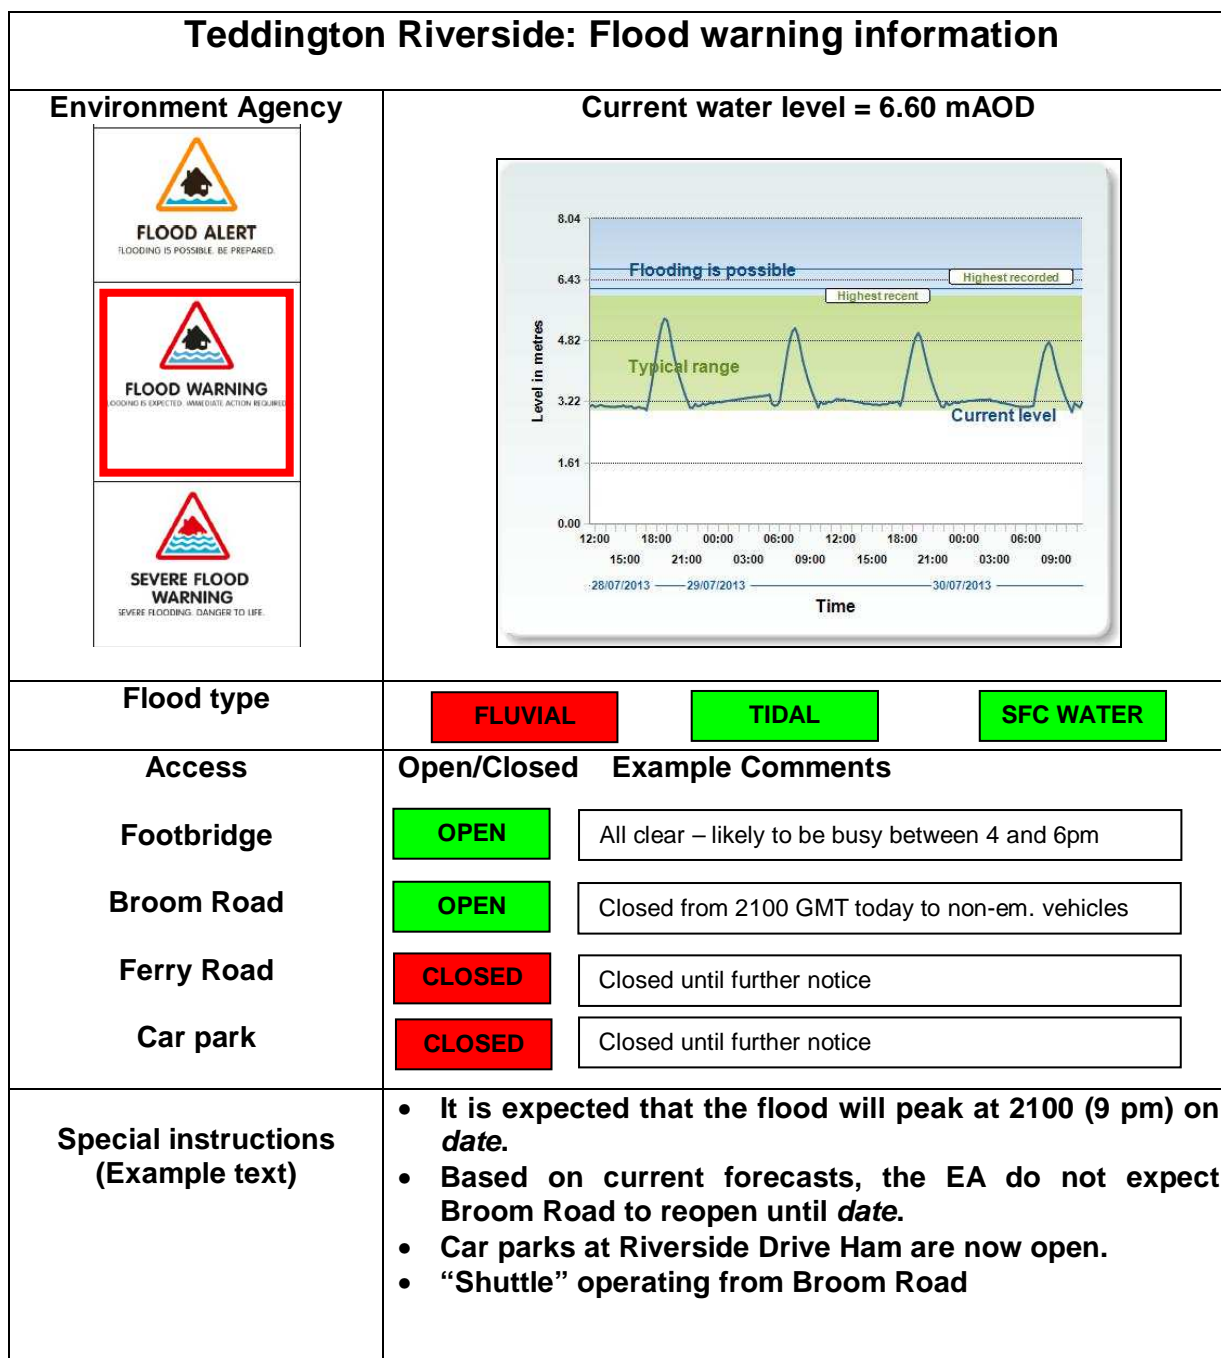 Teddington Riverside: Flood warning information
Environment Agency
FLOOD ALERT
FLOODING IS POSSIBLE. BE PREPARED.
FLOOD WARNING
LOODING IS EXPECTED. IMMEDIATE ACTION REQUIRED
SEVERE FLOOD
WARNING
SEVERE FLOODING. DANGER TO LIFE.
Current water level = 6.60 mAOD
8.04
Flooding is possible
6.43
Highest recorded
Highest recent
4.82
Typical range
3.22
Current level
1.61
0.00
Level in metres
12:00 18:00 00:00 06:00 12:00 18:00 00:00 06:00
15:00 21:00 03:00 09:00 15:00 21:00 03:00 09:00
28/07/2013 29/07/2013 30/07/2013
Time
Flood type
FLUVIAL TIDAL SFC WATER
Access Open/Closed Example Comments
Footbridge OPEN All clear – likely to be busy between 4 and 6pm
Broom Road OPEN Closed from 2100 GMT today to non-em. vehicles
Ferry Road CLOSED Closed until further notice
Car park CLOSED Closed until further notice
Special instructions
(Example text)
• It is expected that the flood will peak at 2100 (9 pm) on
date.
• Based on current forecasts, the EA do not expect
Broom Road to reopen until date.
• Car parks at Riverside Drive Ham are now open.
• “Shuttle” operating from Broom Road